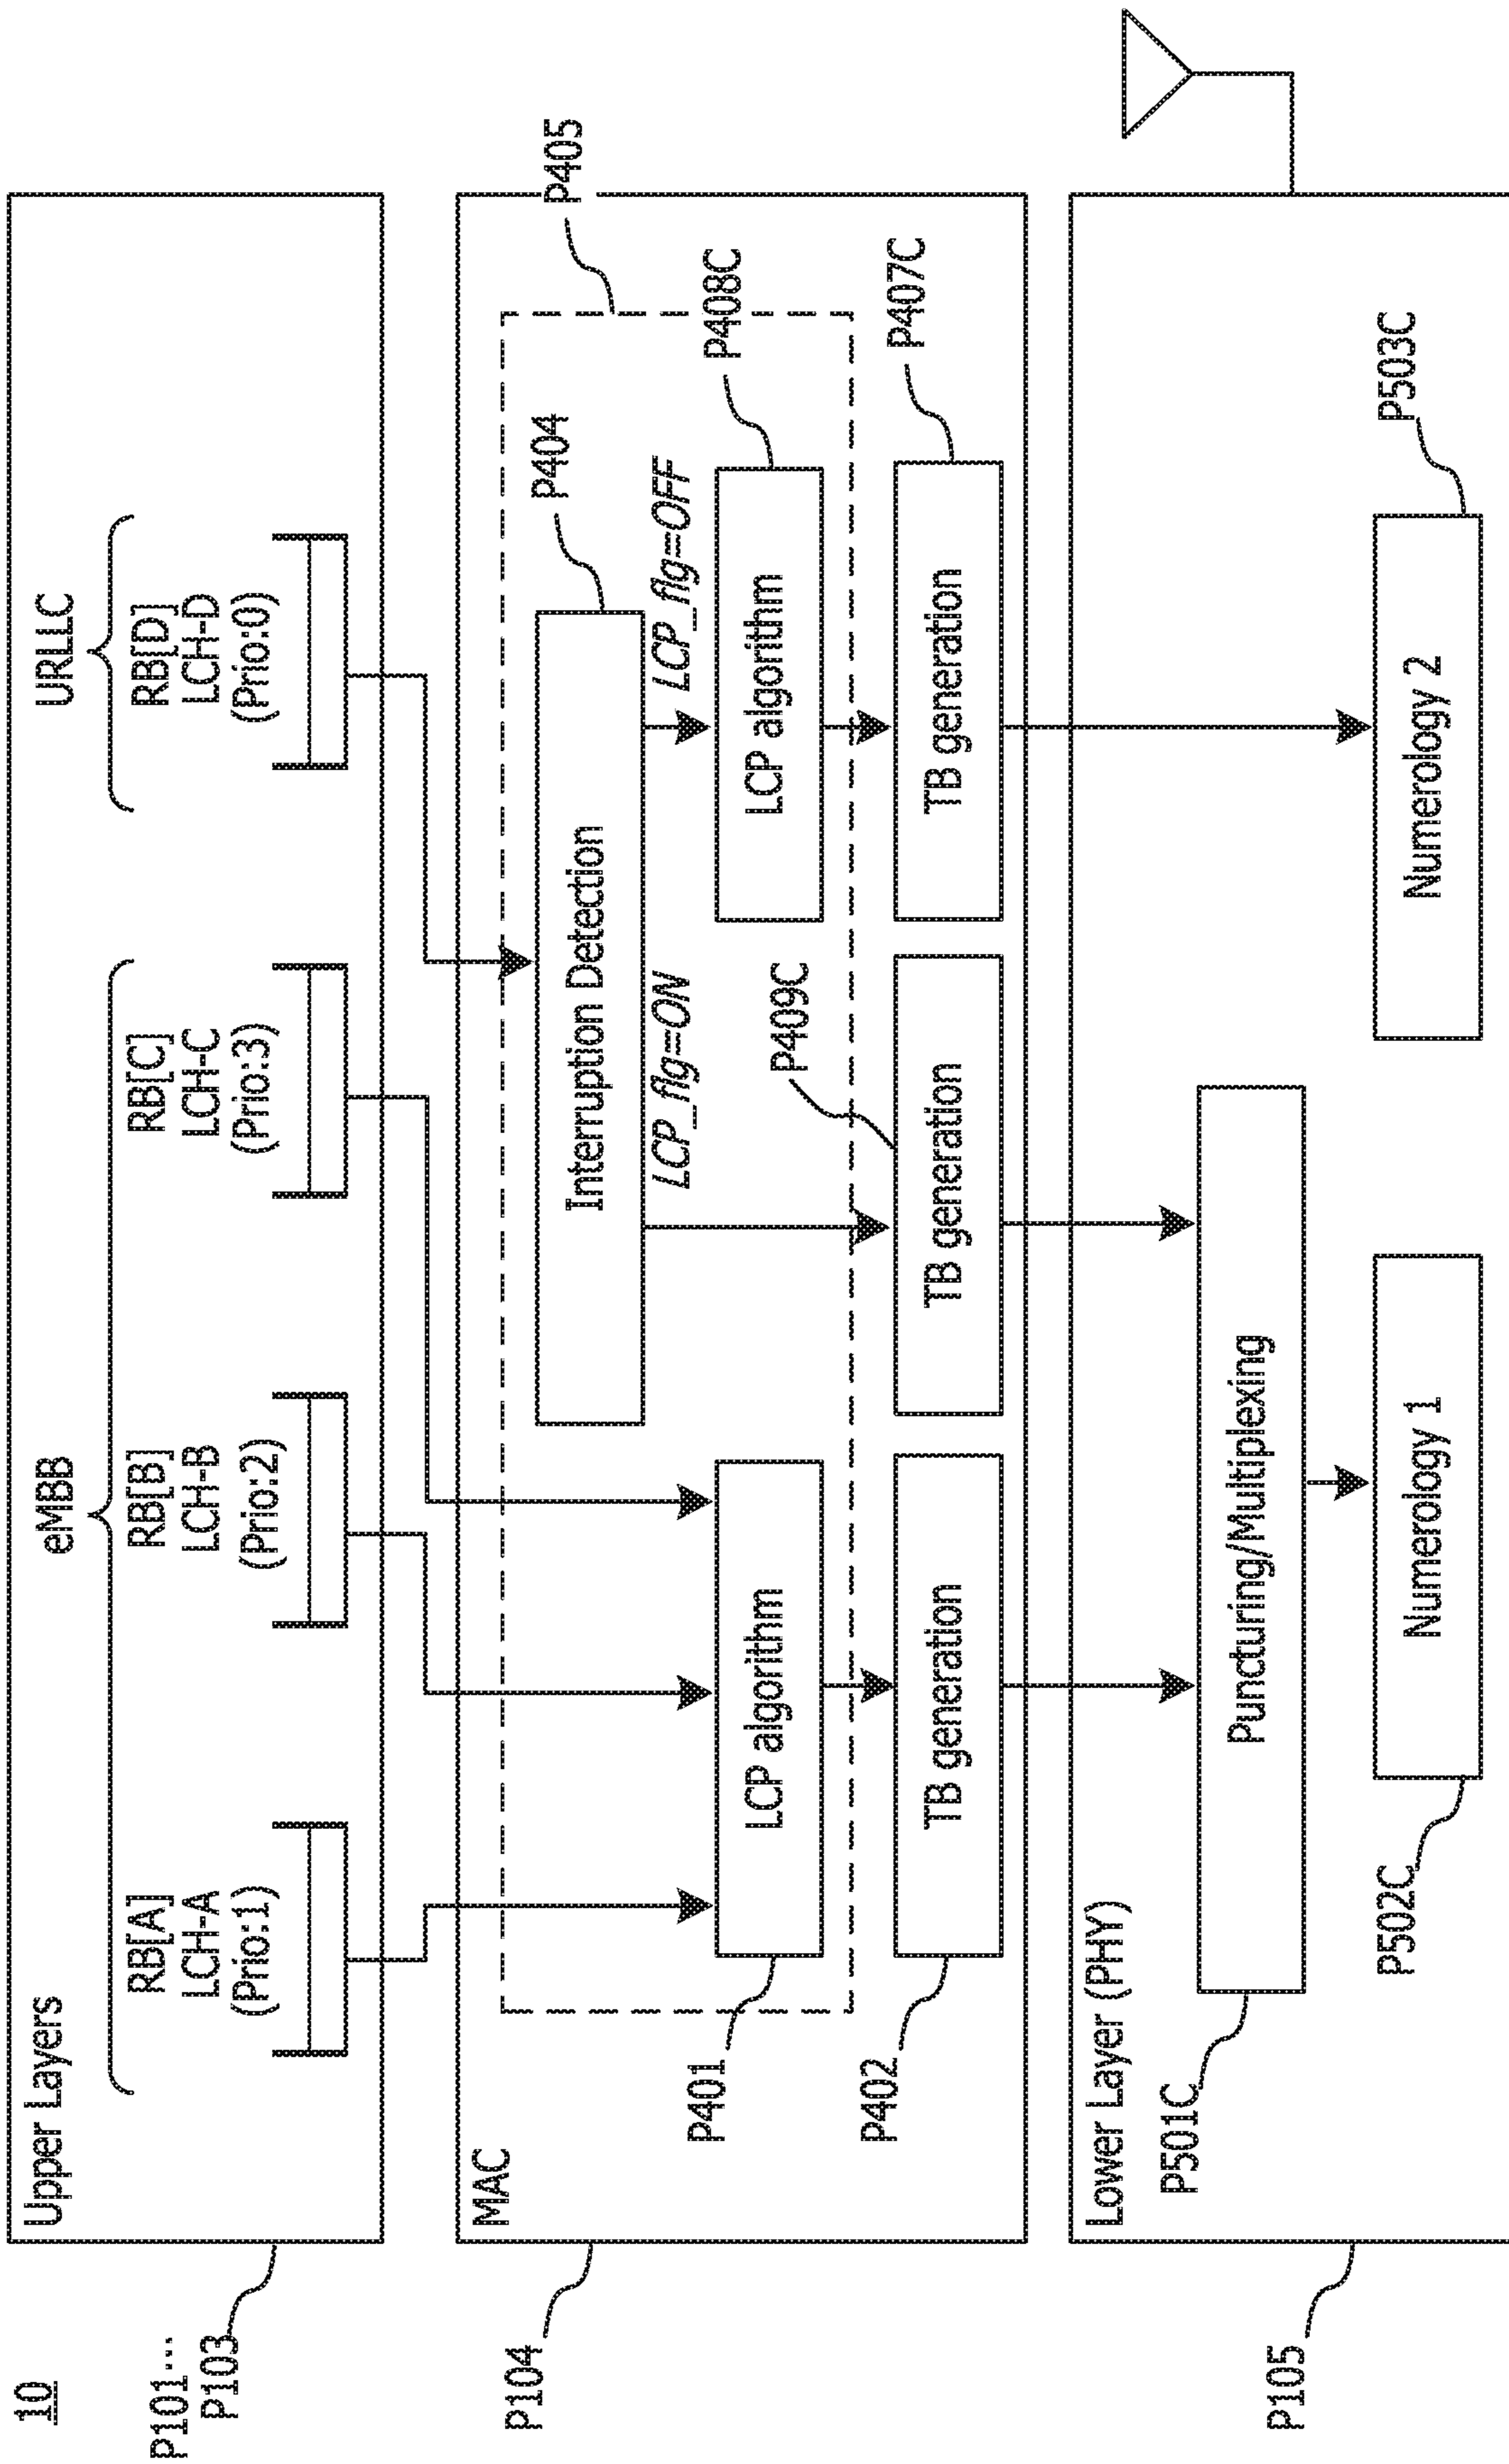 10
P101...
P103
Upper Layers
eMBB
URLLC
RB[A]
LCH-A
(Prio:1)
RB[B]
LCH-B
(Prio:2)
RB[C]
LCH-C
(Prio:3)
RB[D]
LCH-D
(Prio:0)
P104
MAC
P405
Interruption Detection
P404
LCP_flg=ON
LCP_flg=OFF
P401
LCP algorithm
LCP algorithm
P408C
P409C
P402
TB generation
TB generation
TB generation
P407C
P105
Lower Layer (PHY)
P501C
Puncturing/Multiplexing
P502C
Numerology 1
Numerology 2
P503C